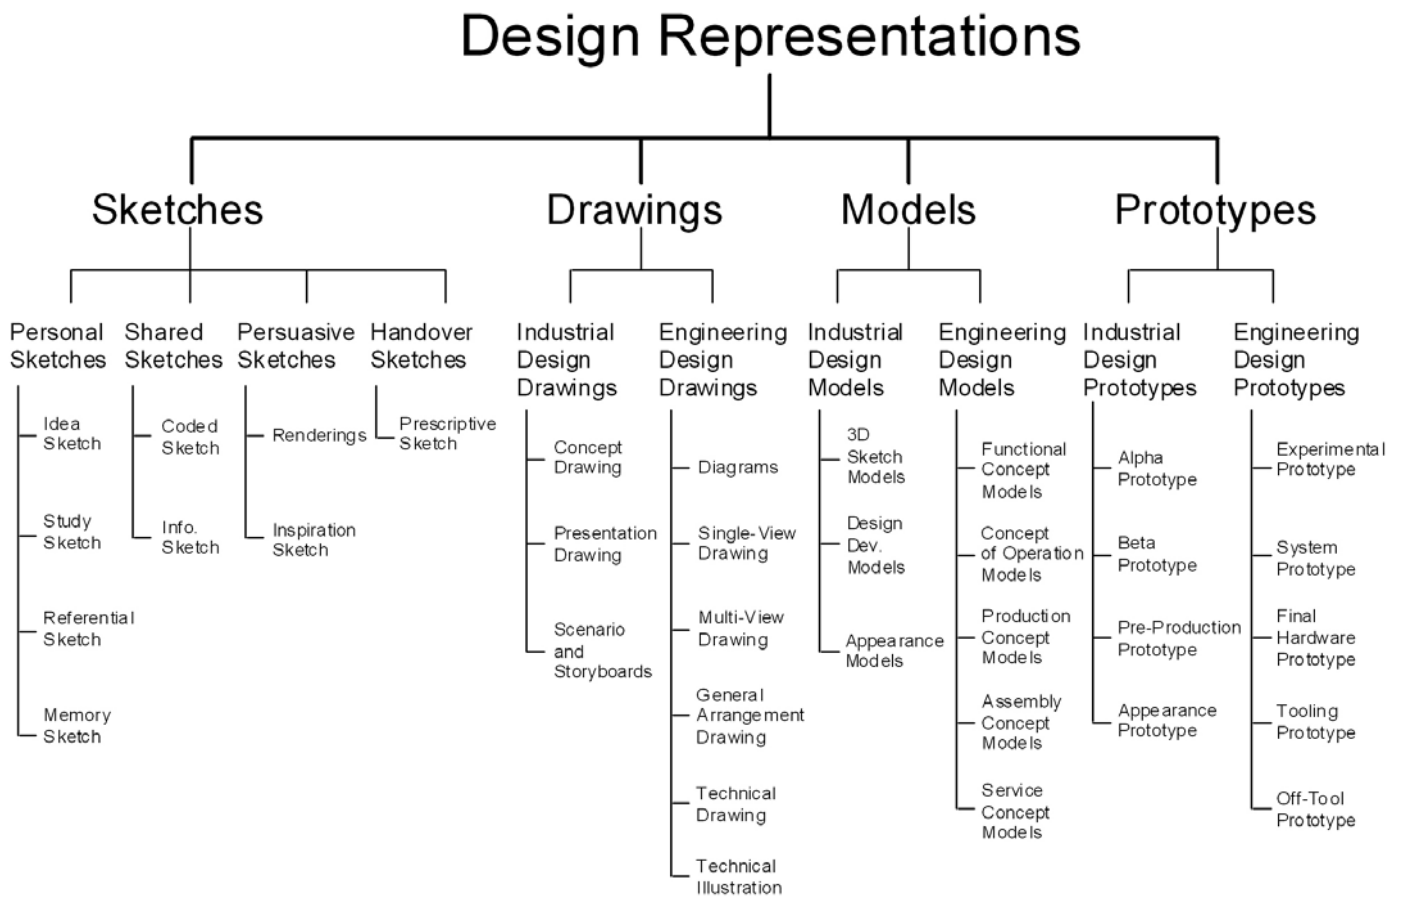 Design Representations
Sketches
Drawings
Models
Prototypes
Personal
Sketches
Idea
Sketch
Study
Sketch
Referential
Sketch
Memory
Sketch
Shared
Sketches
Coded
Sketch
Info.
Sketch
Persuasive
Sketches
Renderings
Inspiration
Sketch
Handover
Sketches
Prescriptive
Sketch
Industrial
Design
Drawings
Concept
Drawing
Presentation
Drawing
Scenario
and
Storyboards
Engineering
Design
Drawings
Diagrams
Single-View
Drawing
Multi-View
Drawing
General
Arrangement
Drawing
Technical
Drawing
Technical
Illustration
Industrial
Design
Models
3D
Sketch
Models
Design
Dev.
Models
Appearance
Models
Engineering
Design
Models
Functional
Concept
Models
Concept
of Operation
Models
Production
Concept
Models
Assembly
Concept
Models
Service
Concept
Models
Industrial
Design
Prototypes
Alpha
Prototype
Beta
Prototype
Pre-Production
Prototype
Appearance
Prototype
Engineering
Design
Prototypes
Experimental
Prototype
System
Prototype
Final
Hardware
Prototype
Tooling
Prototype
Off-Tool
Prototype